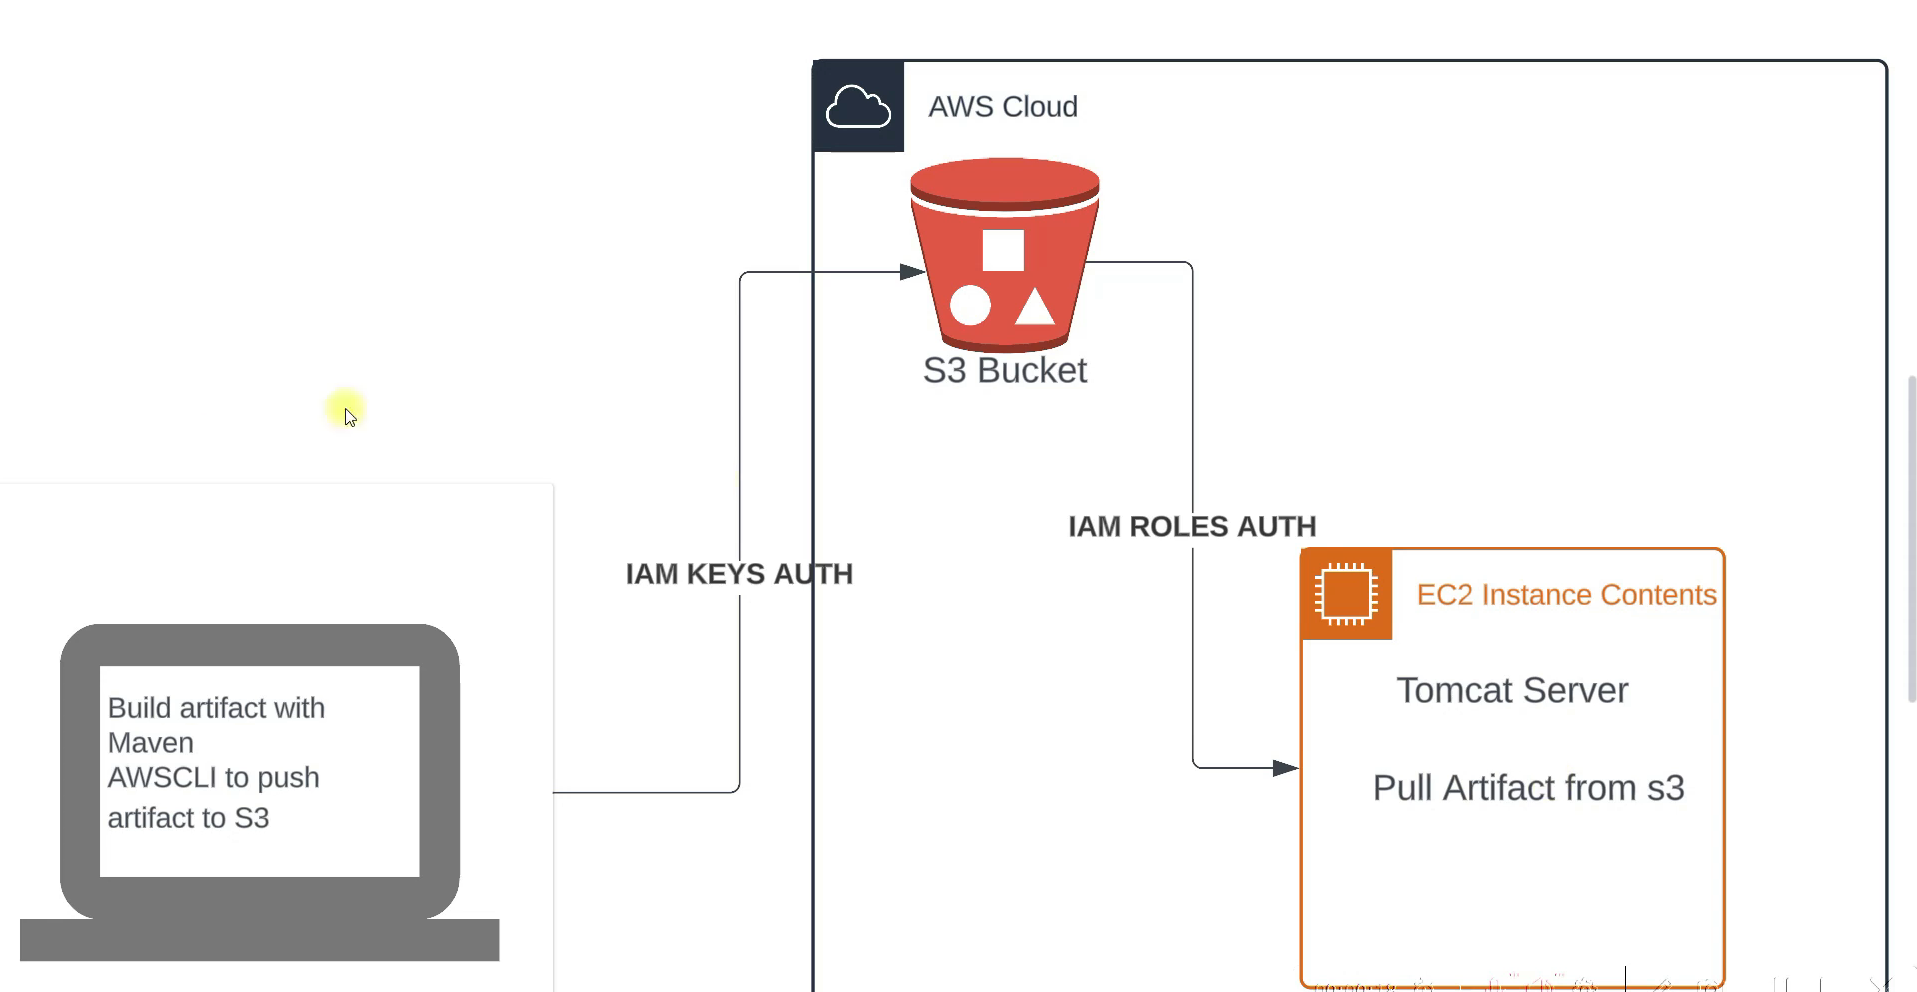 AWS Cloud
S3 Bucket
IAM ROLES AUTH
IAM KEYS AUTH
EC2 Instance Contents
Tomcat Server
Pull Artifact from s3
Build artifact with
Maven
AWSCLI to push
artifact to S3